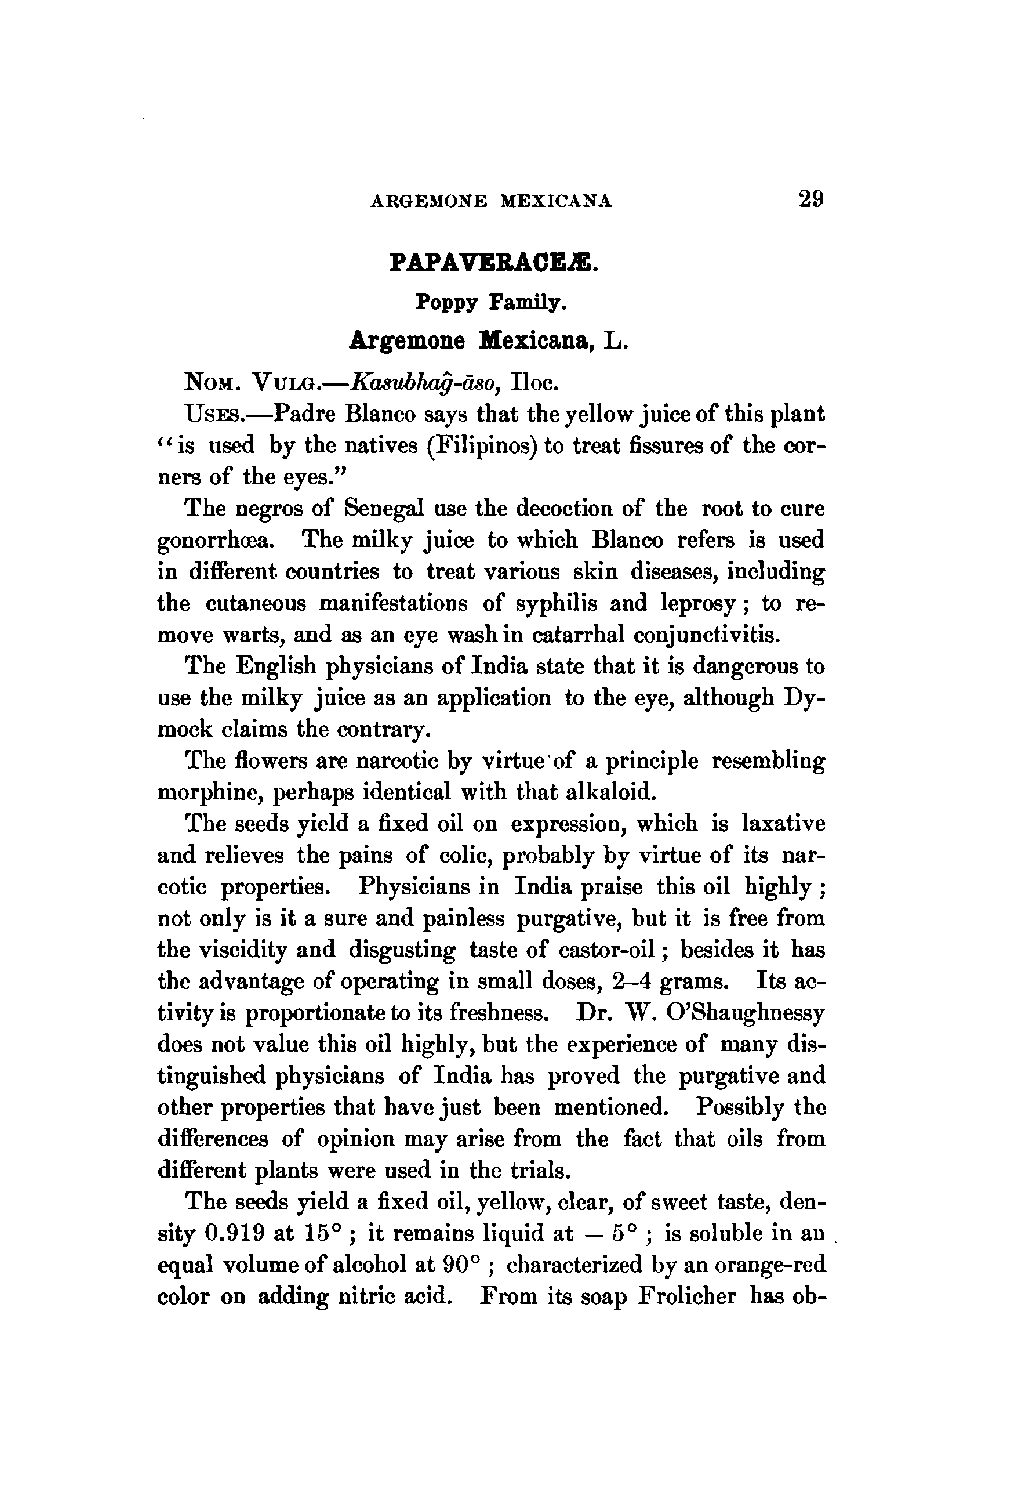 ARGEMONE MEXICANA 29
PAPAVERACEÆ.
Poppy Family.
Argemone Mexicana, L.
NOM. VULG.—Kasubhag̃-āso, Iloc.
USES.—Padre Blanco says that the yellow juice of this plant
“is used by the natives (Filipinos) to treat fissures of the cor-
ners of the eyes.”
The negros of Senegal use the decoction of the root to cure
gonorrhœa. The milky juice to which Blanco refers is used
in different countries to treat various skin diseases, including
the cutaneous manifestations of syphilis and leprosy; to re-
move warts, and as an eye wash in catarrhal conjunctivitis.
The English physicians of India state that it is dangerous to
use the milky juice as an application to the eye, although Dy-
mock claims the contrary.
The flowers are narcotic by virtue of a principle resembling
morphine, perhaps identical with that alkaloid.
The seeds yield a fixed oil on expression, which is laxative
and relieves the pains of colic, probably by virtue of its nar-
cotic properties. Physicians in India praise this oil highly;
not only is it a sure and painless purgative, but it is free from
the viscidity and disgusting taste of castor-oil; besides it has
the advantage of operating in small doses, 2–4 grams. Its ac-
tivity is proportionate to its freshness. Dr. W. O’Shaughnessy
does not value this oil highly, but the experience of many dis-
tinguished physicians of India has proved the purgative and
other properties that have just been mentioned. Possibly the
differences of opinion may arise from the fact that oils from
different plants were used in the trials.
The seeds yield a fixed oil, yellow, clear, of sweet taste, den-
sity 0.919 at 15°; it remains liquid at – 5°; is soluble in an
equal volume of alcohol at 90°; characterized by an orange-red
color on adding nitric acid. From its soap Frolicher has ob-